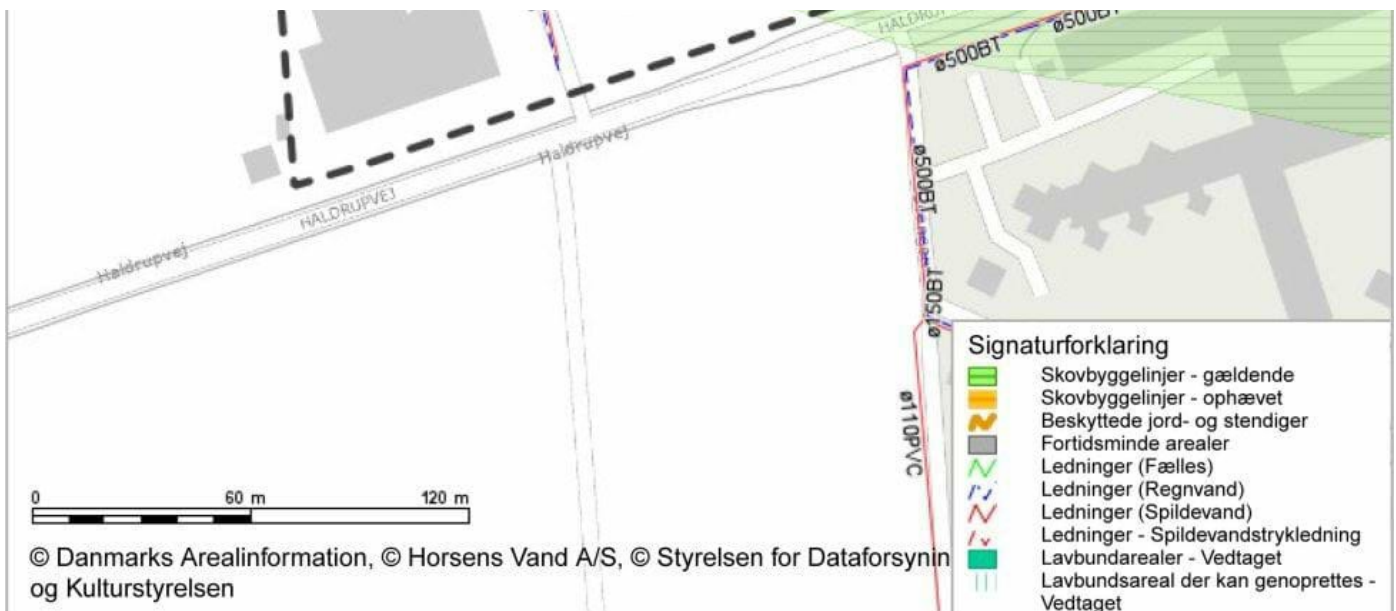 HALDRU
ø500BT
ø500BT
Haldrupvej
ø500BT
HALDRUPVEJ
Haldrupvej
ø150BT
ø110PVC
Signaturforklaring
Skovbyggelinjer - gældende
Skovbyggelinjer - ophævet
Beskyttede jord- og stendiger
Fortidsminde arealer
Ledninger (Fælles)
Ledninger (Regnvand)
Ledninger (Spildevand)
Ledninger - Spildevandstrykledning
Lavbundarealer - Vedtaget
Lavbundsareal der kan genoprettes -
Vedtaget
0 60 m 120 m
© Danmarks Arealinformation, © Horsens Vand A/S, © Styrelsen for Dataforsynin
og Kulturstyrelsen